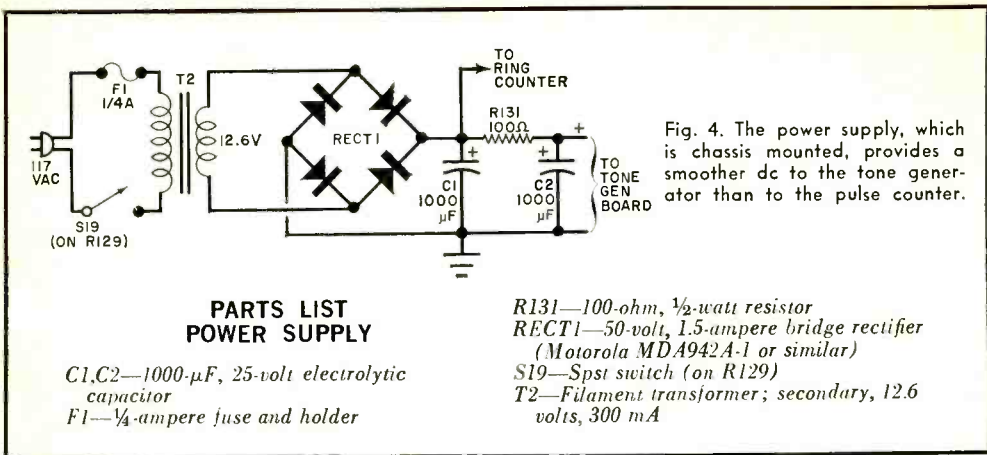 F1
1/4A
T2
117
VAC
S19
(ON R129)
12.6V
RECT 1
TO
RING
COUNTER
R131
100Ω
+
C1
1000
μF
+
C2
1000
μF
+
TO
TONE
GEN
BOARD
Fig. 4. The power supply, which
is chassis mounted, provides a
smoother dc to the tone gener-
ator than to the pulse counter.
PARTS LIST
POWER SUPPLY
C1,C2—1000-μF, 25-volt electrolytic
capacitor
F1—¼-ampere fuse and holder
R131—100-ohm, ½-watt resistor
RECT1—50-volt, 1.5-ampere bridge rectifier
(Motorola MDA942A-1 or similar)
S19—Spst switch (on R129)
T2—Filament transformer; secondary, 12.6
volts, 300 mA